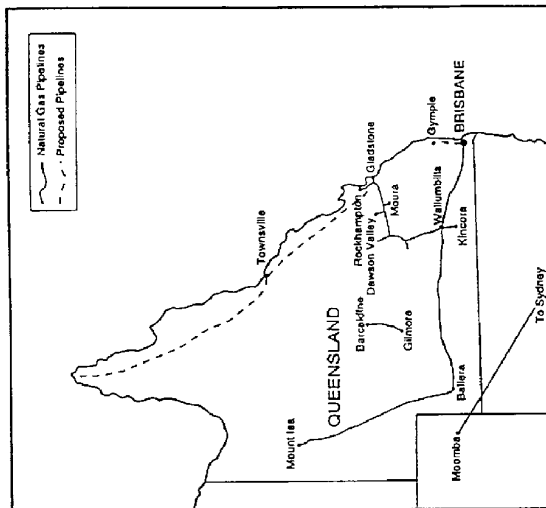 Natural Gas Pipelines
Proposed Pipelines
Townsville
Rockhampton
Gladstone
Dawson Valley
Moura
Gympie
BRISBANE
Wallumbilla
Kincora
QUEENSLAND
Barcaldine
Gilmore
Mount Isa
Ballera
Moomba
To Sydney